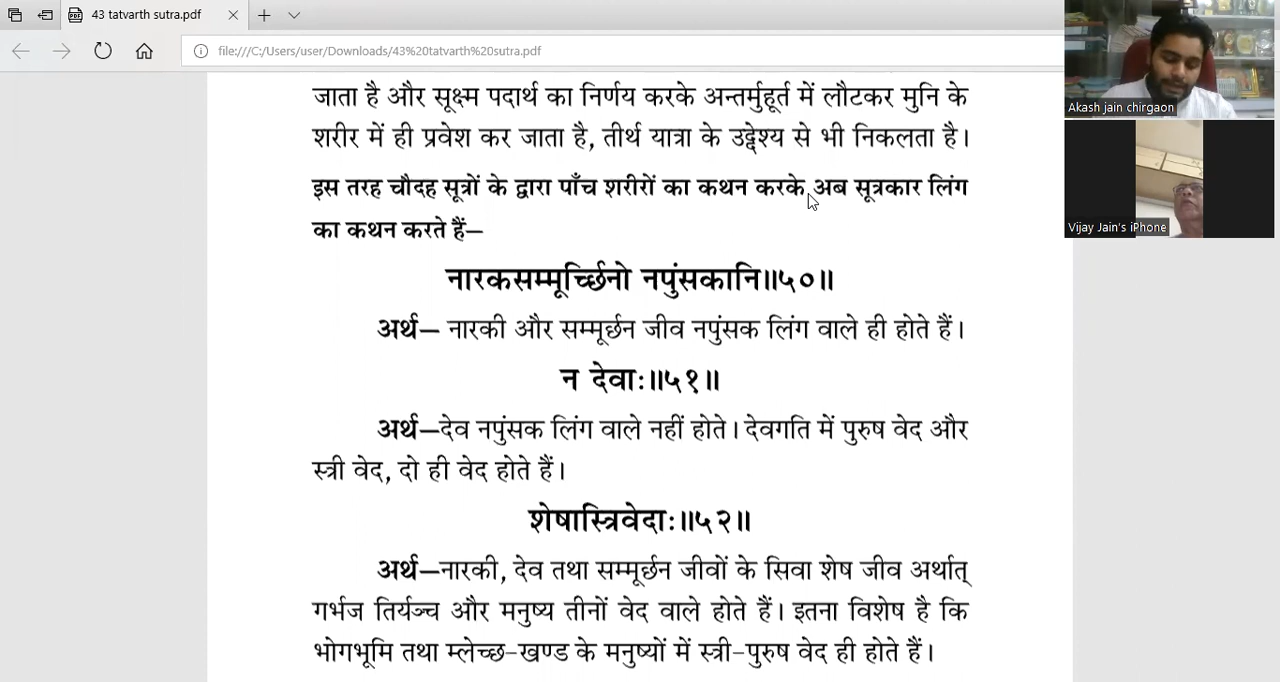 43 tatvarth sutra.pdf
file:///C:/Users/user/Downloads/43%20tatvarth%20sutra.pdf
Akash jain chirgaon
Vijay Jain's iPhone
जाता है और सूक्ष्म पदार्थ का निर्णय करके अन्तर्मुहूर्त में लौटकर मुनि के
शरीर में ही प्रवेश कर जाता है, तीर्थ यात्रा के उद्देश्य से भी निकलता है।
इस तरह चौदह सूत्रों के द्वारा पाँच शरीरों का कथन करके अब सूत्रकार लिंग
का कथन करते हैं—
नारकसम्मूर्च्छिनो नपुंसकानि॥५०॥
अर्थ— नारकी और सम्मूर्छन जीव नपुंसक लिंग वाले ही होते हैं।
न देवाः॥५१॥
अर्थ—देव नपुंसक लिंग वाले नहीं होते। देवगति में पुरुष वेद और
स्त्री वेद, दो ही वेद होते हैं।
शेषास्त्रिवेदाः॥५२॥
अर्थ—नारकी, देव तथा सम्मूर्छन जीवों के सिवा शेष जीव अर्थात्
गर्भज तिर्यञ्च और मनुष्य तीनों वेद वाले होते हैं। इतना विशेष है कि
भोगभूमि तथा म्लेच्छ-खण्ड के मनुष्यों में स्त्री-पुरुष वेद ही होते हैं।